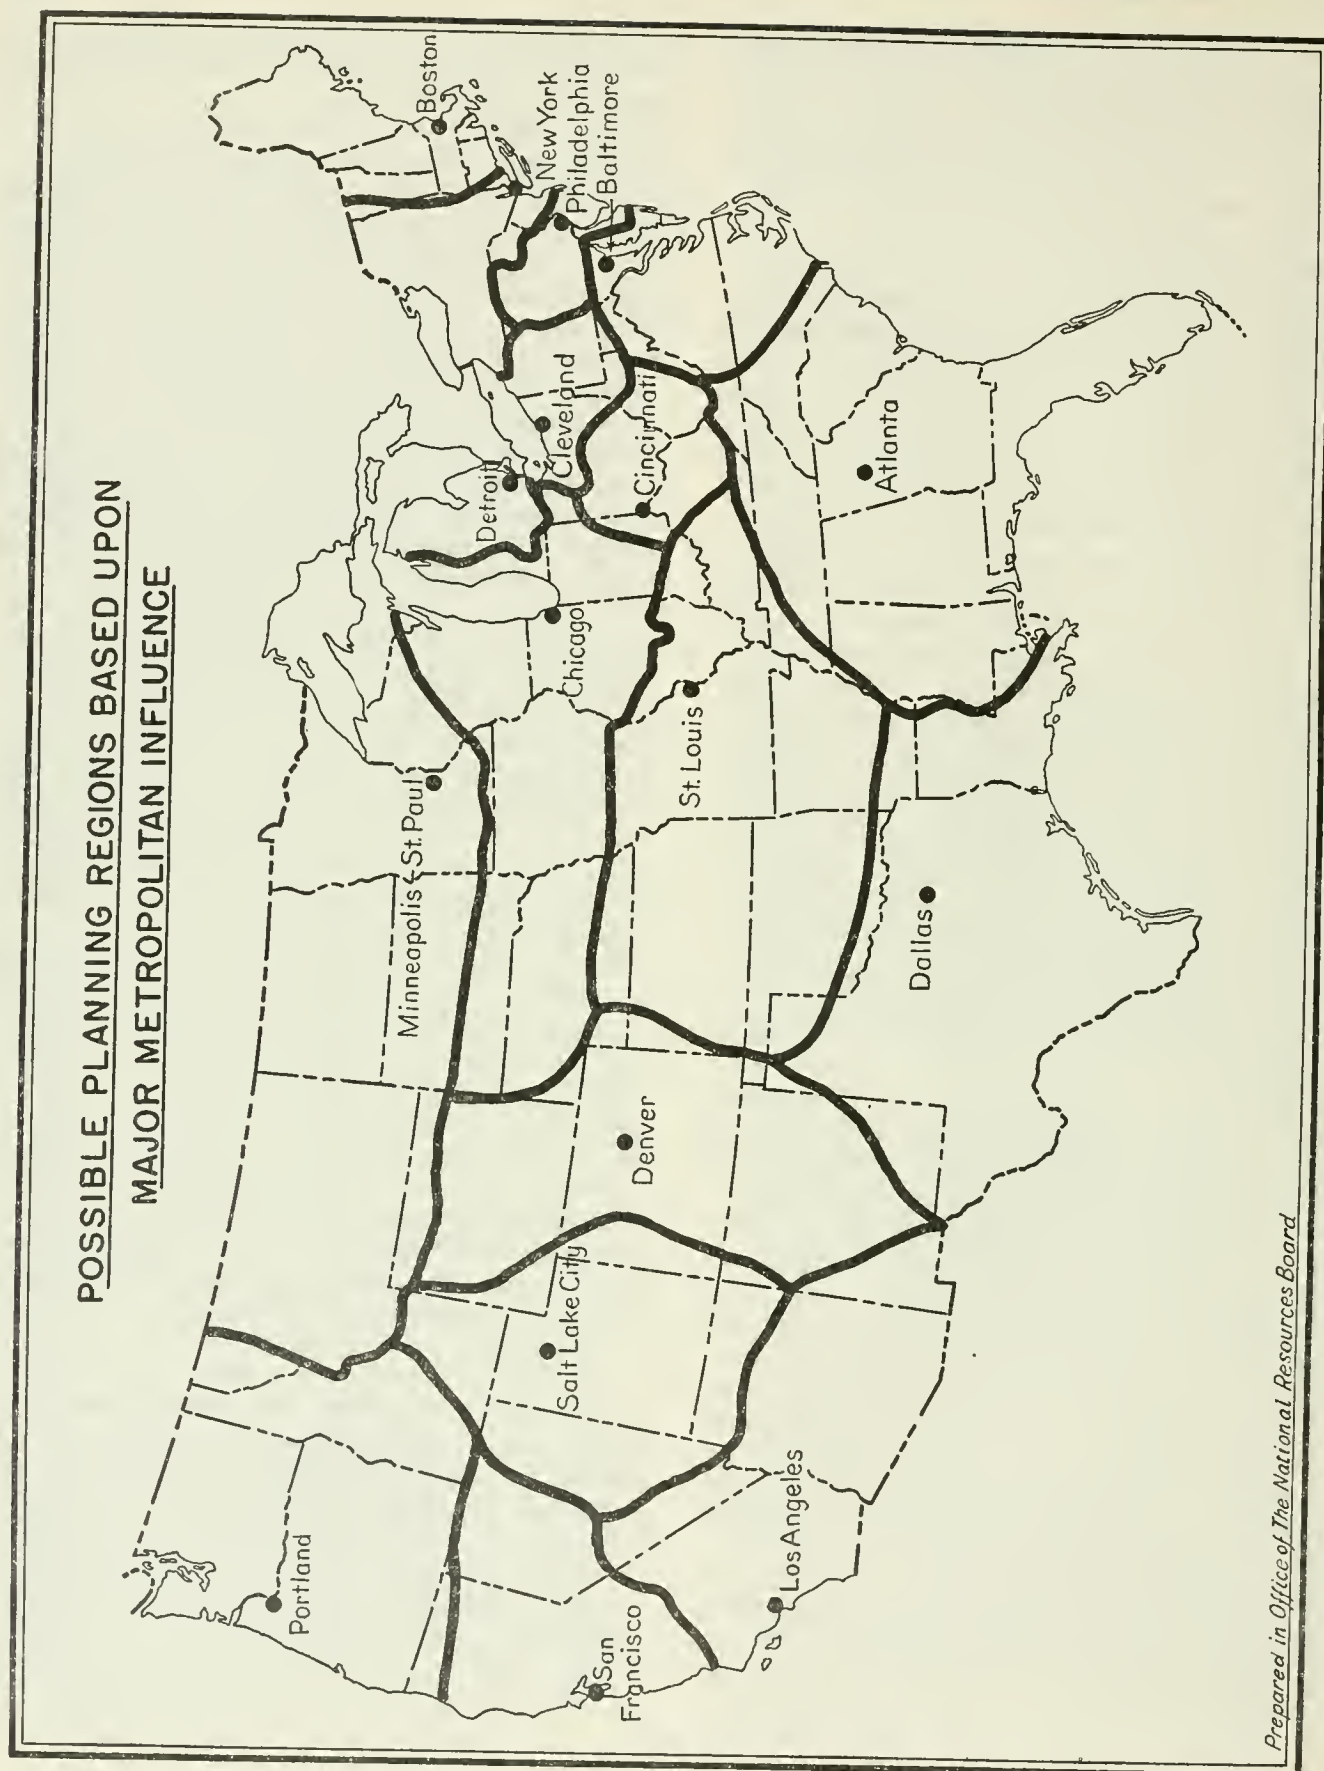 POSSIBLE PLANNING REGIONS BASED UPON
MAJOR METROPOLITAN INFLUENCE
Portland
San
Francisco
Los Angeles
Salt Lake City
Denver
Minneapolis-St. Paul
Dallas
St. Louis
Chicago
Detroit
Cleveland
Cincinnati
Atlanta
Boston
New York
Philadelphia
Baltimore
Prepared in Office of The National Resources Board